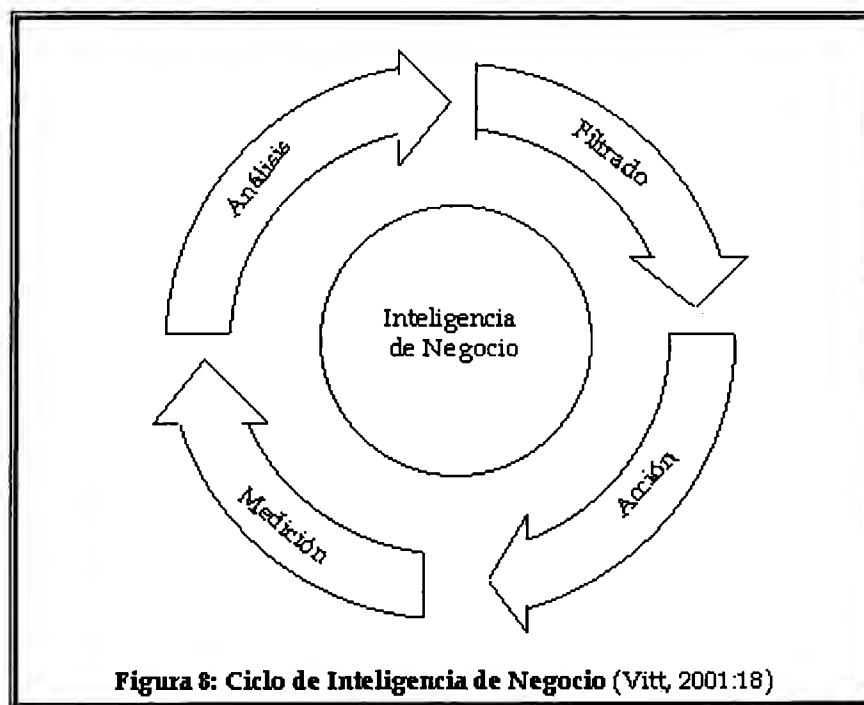 Análisis
Filtrado
Inteligencia
de Negocio
Acción
Medición
Figura 8: Ciclo de Inteligencia de Negocio (Vitt, 2001:18)